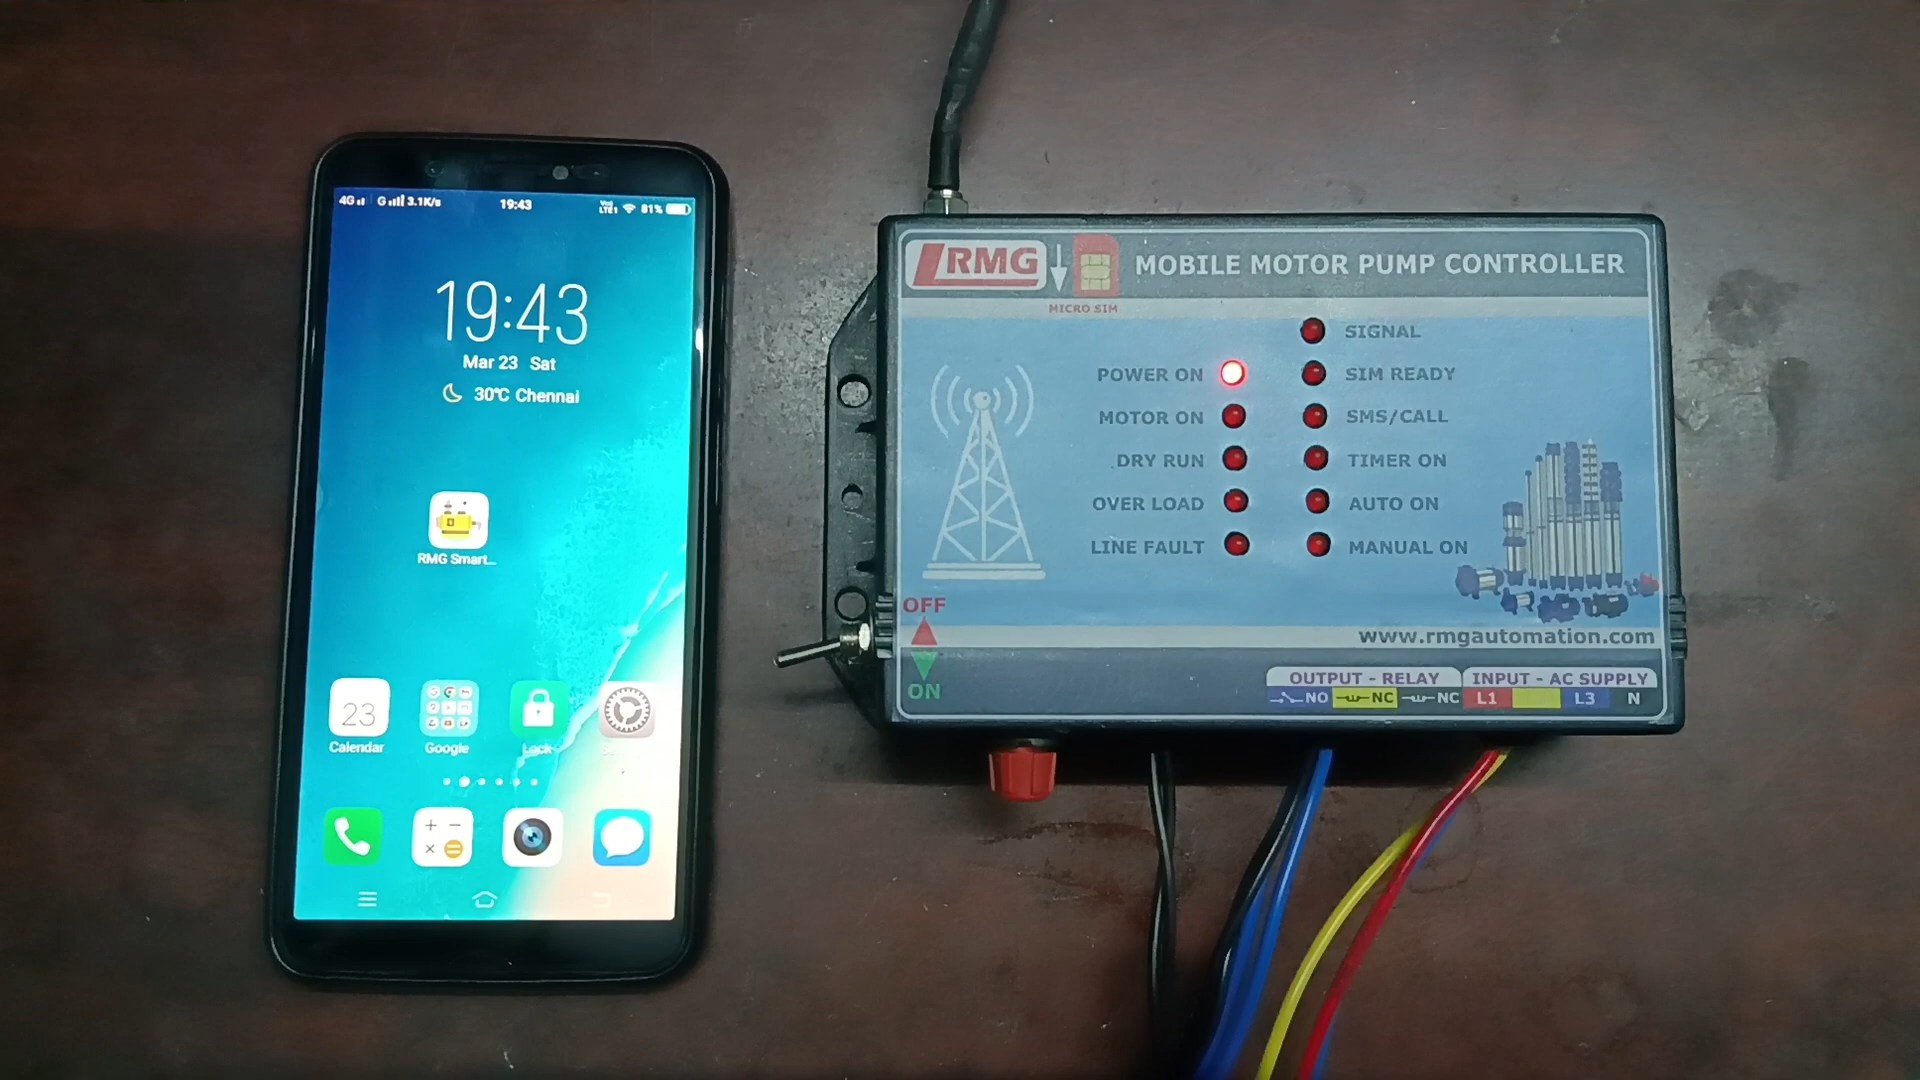 4G G 3.1K/s 19:43 LTE1 81%
19:43
Mar 23 Sat
30℃ Chennai
RMG Smart...
23
Calendar Google Lock
RMG
MICRO SIM
MOBILE MOTOR PUMP CONTROLLER
SIGNAL
POWER ON SIM READY
MOTOR ON SMS/CALL
DRY RUN TIMER ON
OVER LOAD AUTO ON
LINE FAULT MANUAL ON
OFF
ON
www.rmgautomation.com
OUTPUT - RELAY INPUT - AC SUPPLY
NO NC NC L1 L3 N